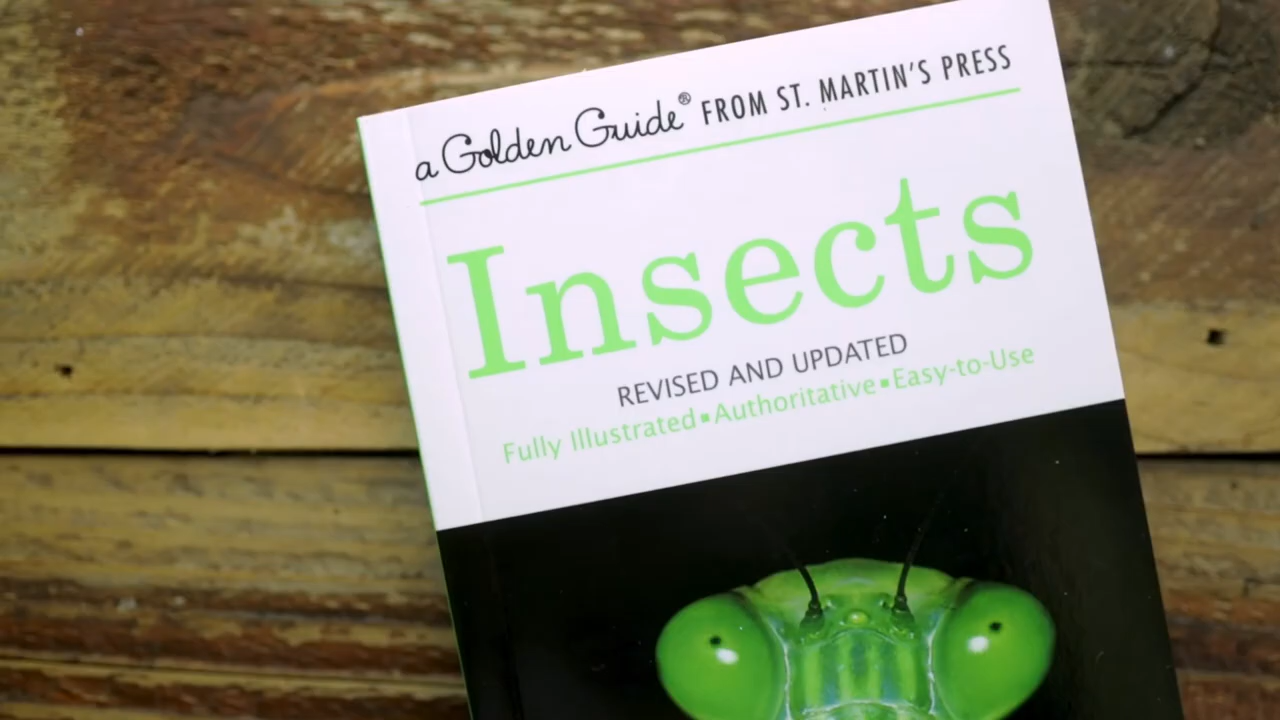 a Golden Guide® FROM ST. MARTIN'S PRESS
Insects
REVISED AND UPDATED
Fully Illustrated▪Authoritative▪Easy-to-Use